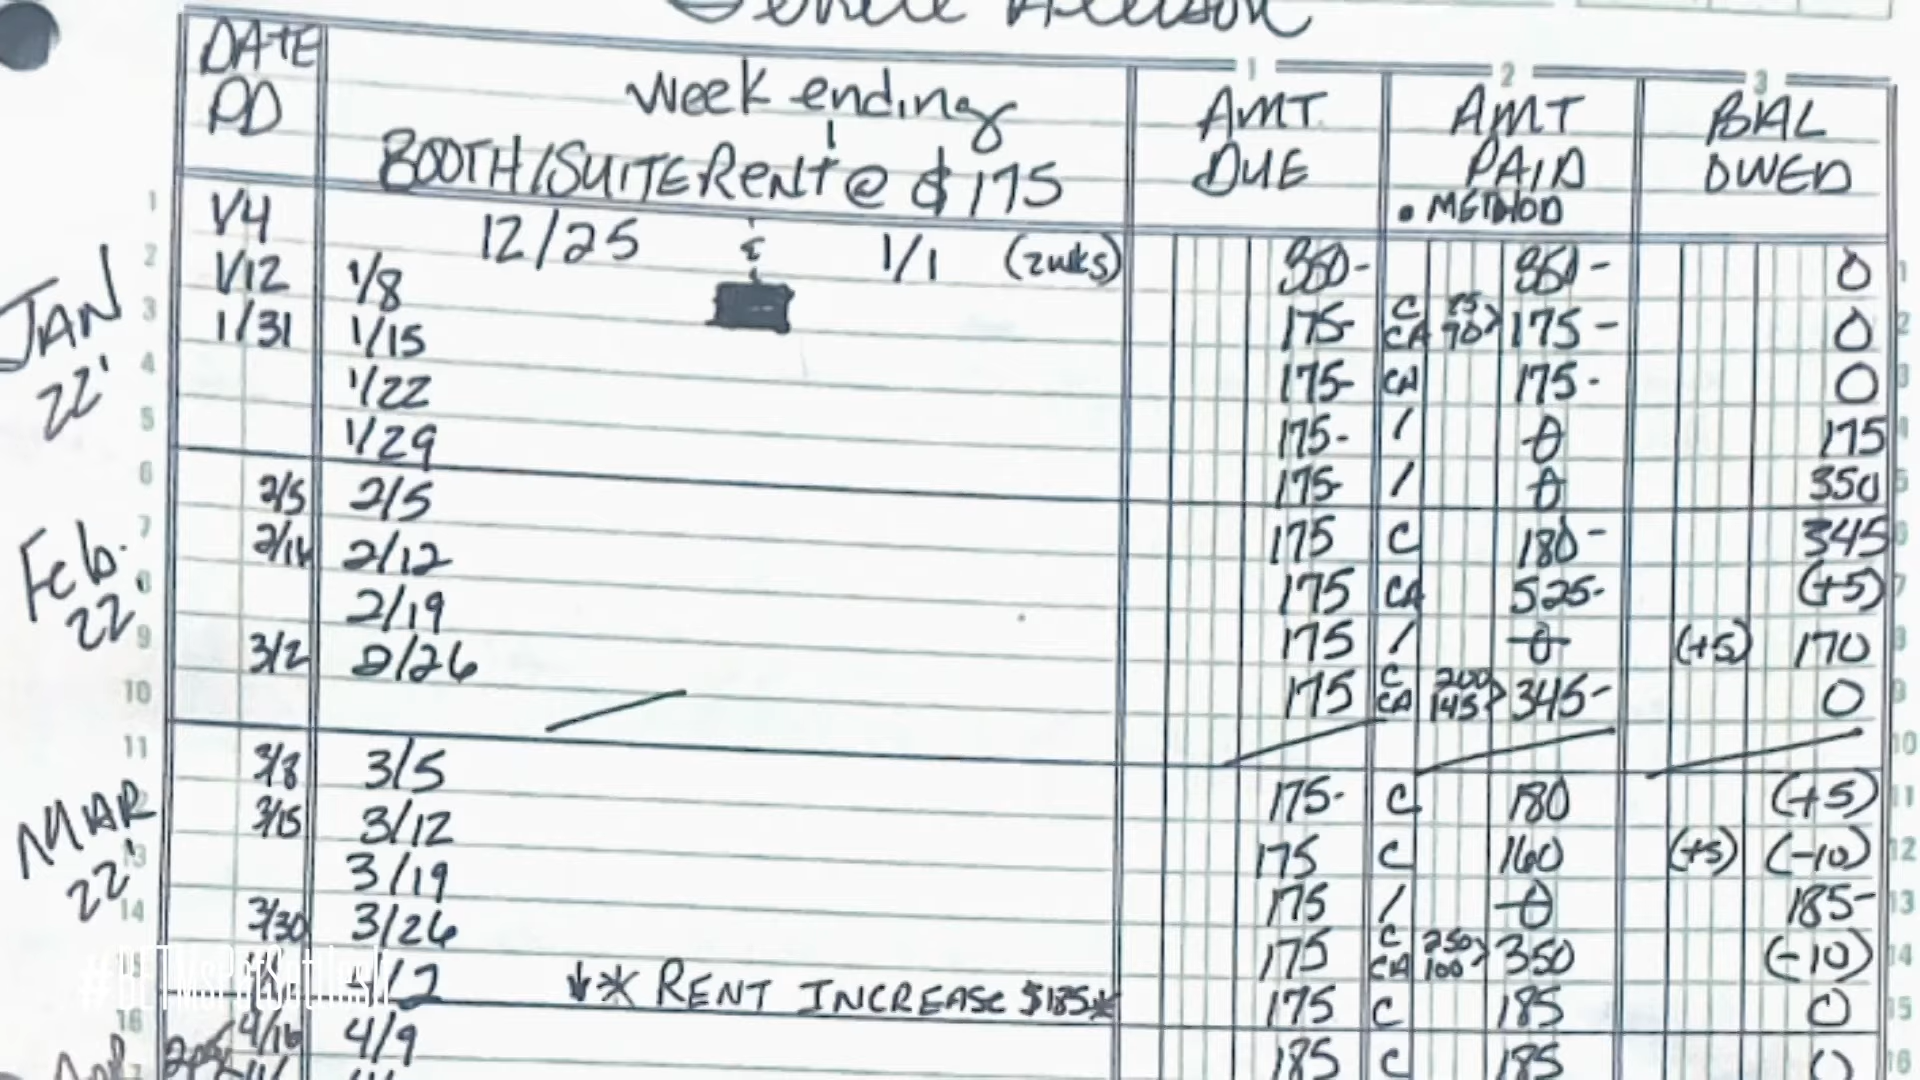 DATE PD | week ending BOOTH/SUITE RENT @ $175 | 1 AMT. DUE | 2 AMT PAID • METHOD | 3 BAL OWED
JAN 22'
1/4 | 12/25 & 1/1 (2wks) | 350- | 350- | 0
1/12 | 1/8 | 175- | C 75 CA 70 > 175- | 0
1/31 | 1/15 | 175- | CA 175- | 0
1/22 | 175- | / 0 | 175
1/29 | 175- | / 0 | 350
Feb. 22
2/5 | 2/5 | 175 | C 180- | 345
2/14 | 2/12 | 175 | CA 525- | (+5)
2/19 | 175 | / 0 | (+5) 170
3/2 | 2/26 | 175 | C 200 CA 145 > 345- | 0
MAR 22'
3/8 | 3/5 | 175- | C 180 | (+5)
3/15 | 3/12 | 175 | C 160 | (+5) (-10)
3/19 | 175 | / 0 | 185-
3/30 | 3/26 | 175 | C 250 CA 100 > 350 | (-10)
/2 | ↓* RENT INCREASE $185* | 175 | C 185 | 0
4/16 | 4/9 | 185 | C 185 | 0